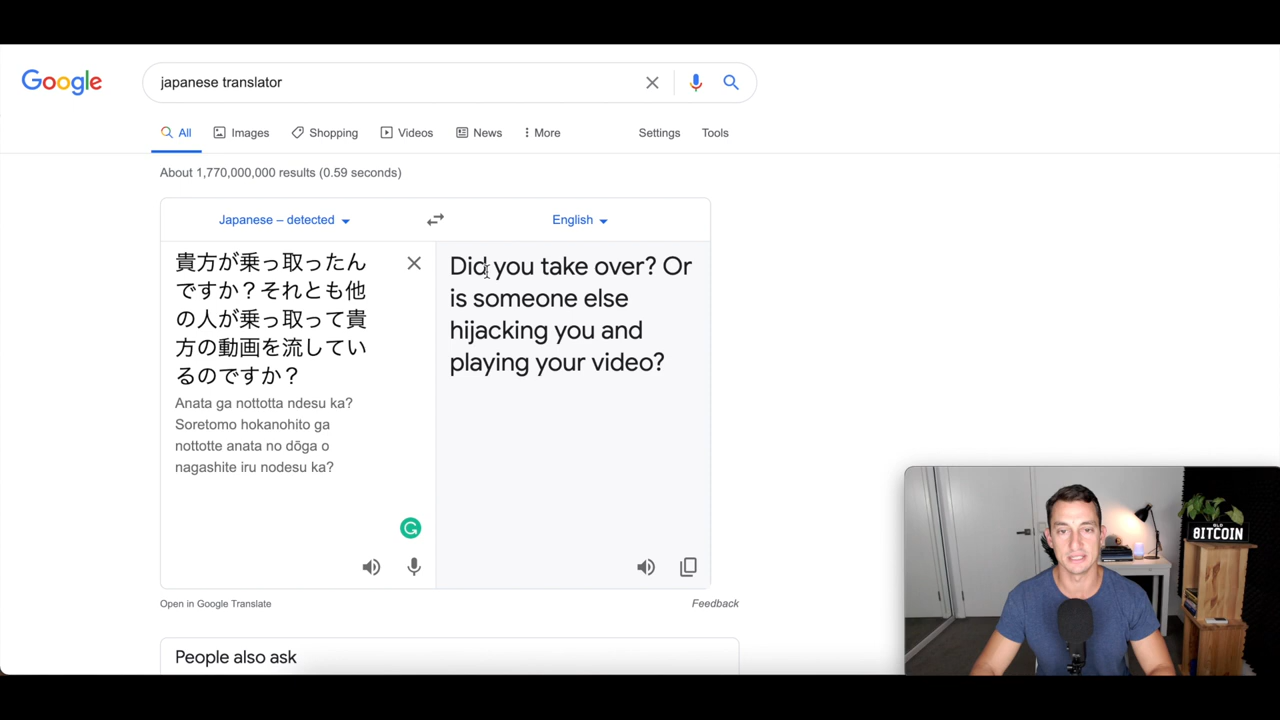 Google
japanese translator
All Images Shopping Videos News More Settings Tools
About 1,770,000,000 results (0.59 seconds)
Japanese – detected
English
貴方が乗っ取ったん
ですか？それとも他
の人が乗っ取って貴
方の動画を流してい
るのですか？
Anata ga nottotta ndesu ka?
Soretomo hokanohito ga
nottotte anata no dōga o
nagashite iru nodesu ka?
Did you take over? Or
is someone else
hijacking you and
playing your video?
Open in Google Translate
Feedback
People also ask
BITCOIN